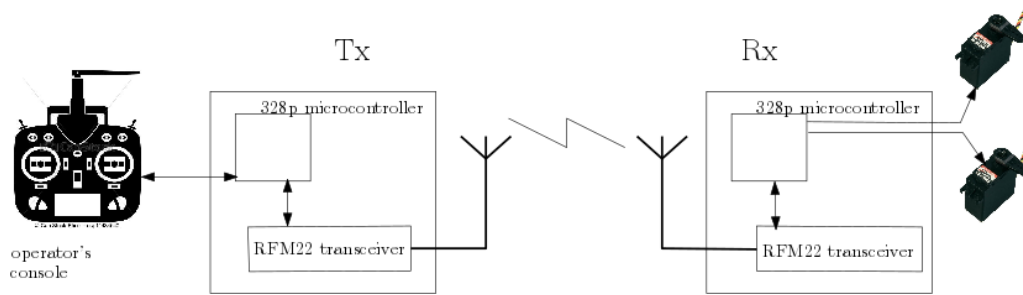 Tx
Rx
328p microcontroller
328p microcontroller
RFM22 transceiver
RFM22 transceiver
operator's
console